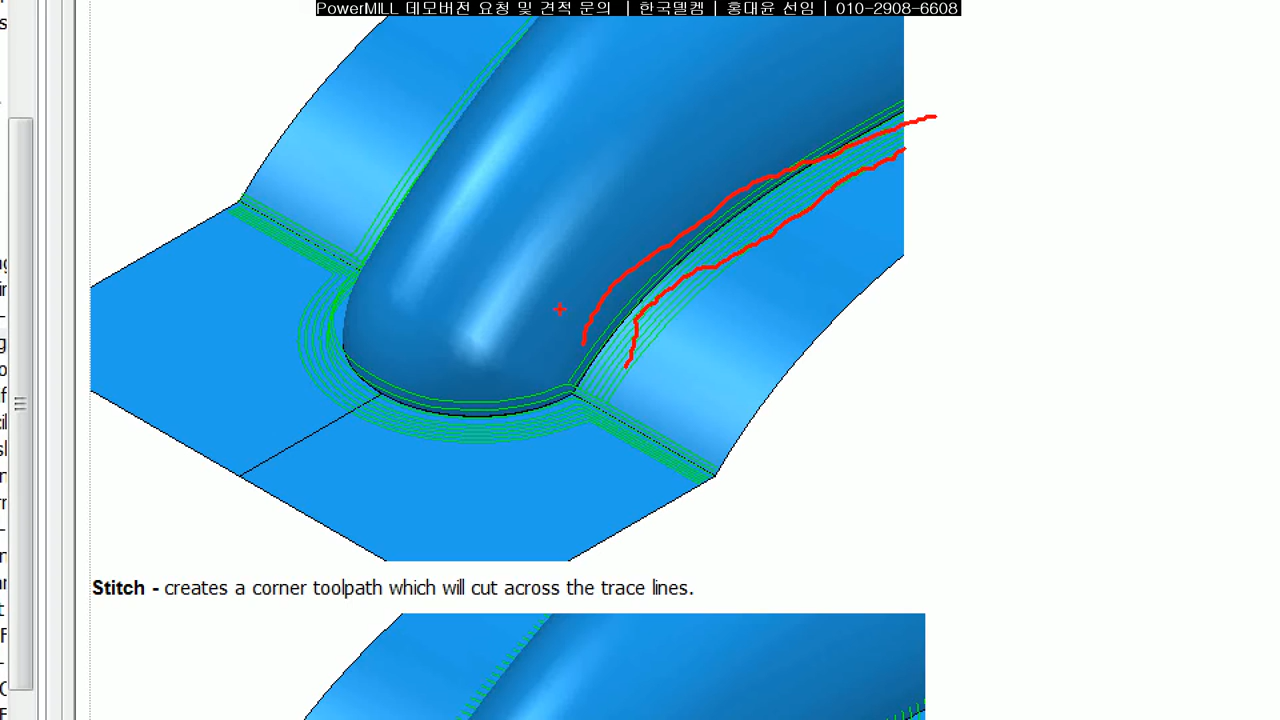 PowerMILL 데모버전 요청 및 견적 문의 | 한국델켐 | 홍대윤 선임 | 010-2908-6608
Stitch - creates a corner toolpath which will cut across the trace lines.